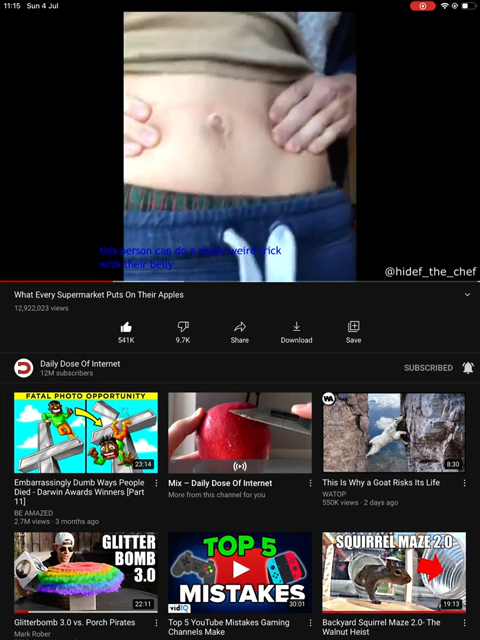 11:15 Sun 4 Jul
this person can do a really weird trick
with their belly
@hidef_the_chef
What Every Supermarket Puts On Their Apples
12,922,023 views
541K
9.7K
Share
Download
Save
Daily Dose Of Internet
12M subscribers
SUBSCRIBED
FATAL PHOTO OPPORTUNITY
23:14
Embarrassingly Dumb Ways People
Died - Darwin Awards Winners [Part
11]
BE AMAZED
2.7M views · 3 months ago
Mix – Daily Dose Of Internet
More from this channel for you
WA
8:30
This Is Why a Goat Risks Its Life
WATOP
550K views · 2 days ago
GLITTER
BOMB
3.0
22:11
Glitterbomb 3.0 vs. Porch Pirates
Mark Rober
TOP 5
MISTAKES
vidIQ
30:01
Top 5 YouTube Mistakes Gaming
Channels Make
SQUIRREL MAZE 2.0
19:13
Backyard Squirrel Maze 2.0- The
Walnut Heist